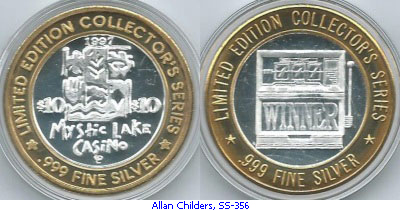 LIMITED EDITION COLLECTOR'S SERIES
1997
$10 $10
MYSTIC LAKE
CASINO
.999 FINE SILVER
LIMITED EDITION COLLECTOR'S SERIES
777
WINNER
.999 FINE SILVER
Allan Childers, SS-356